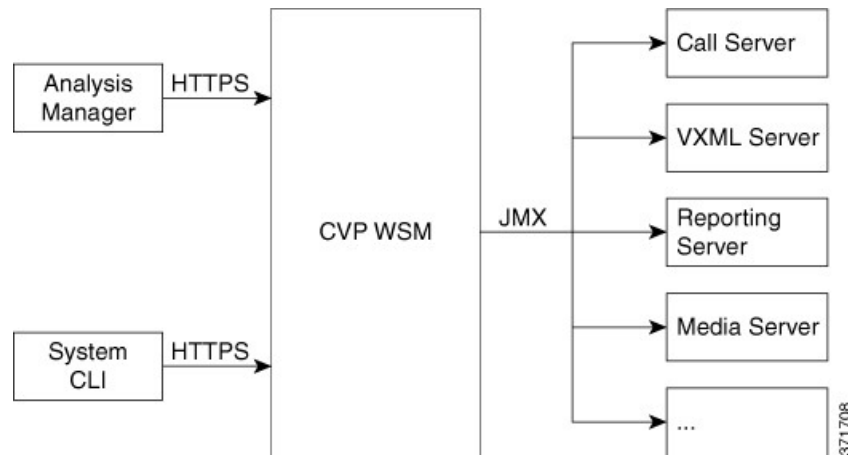 Analysis
Manager
HTTPS
System
CLI
HTTPS
CVP WSM
JMX
Call Server
VXML Server
Reporting
Server
Media Server
...
371708